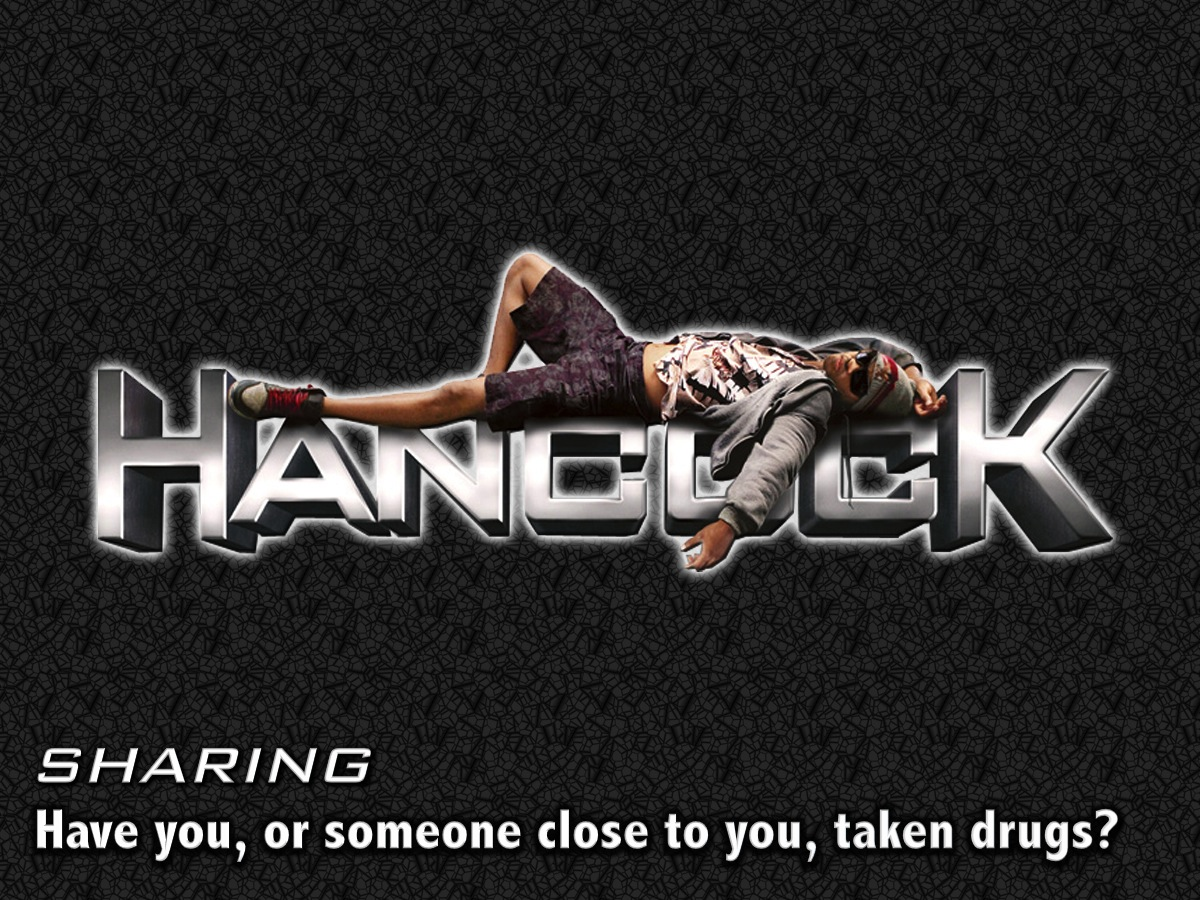 HANCOCK
SHARING
Have you, or someone close to you, taken drugs?